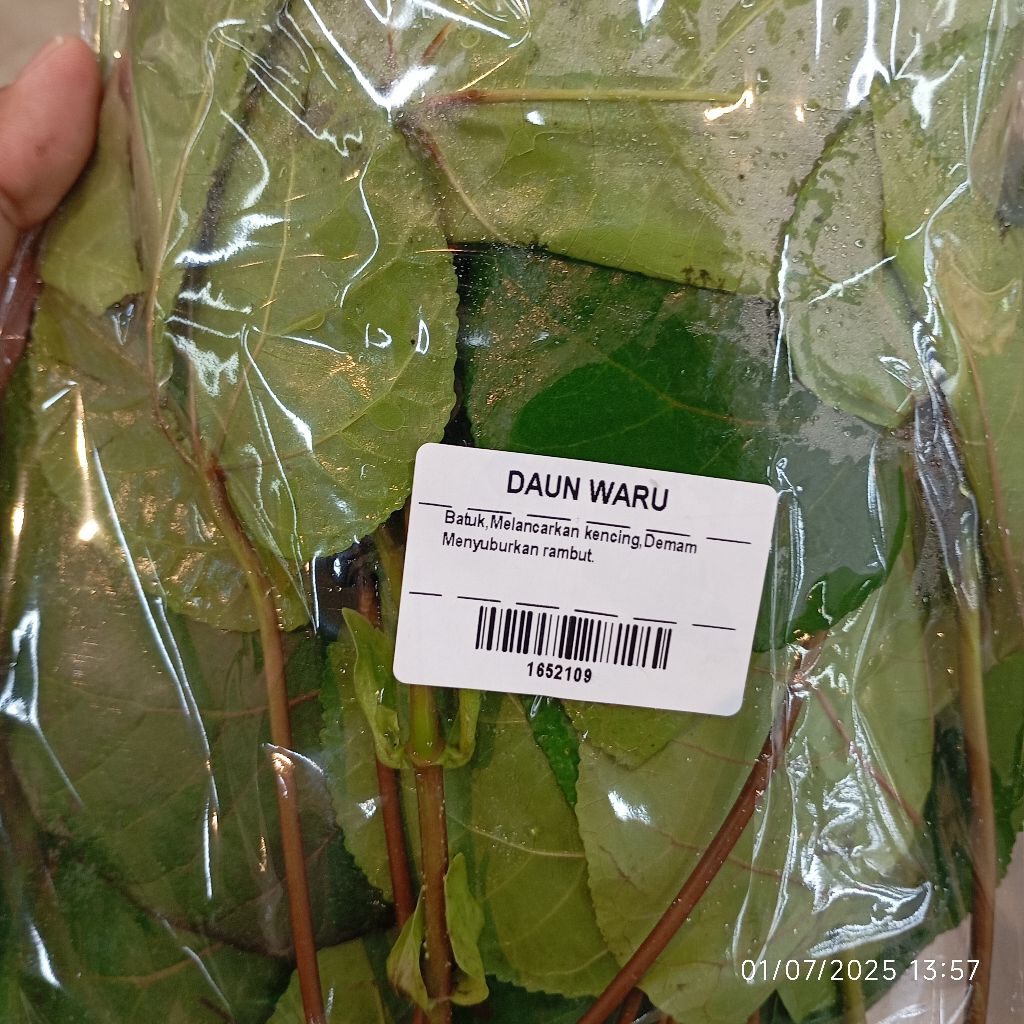 DAUN WARU
Batuk,Melancarkan kencing,Demam
Menyuburkan rambut.
1652109
01/07/2025 13:57